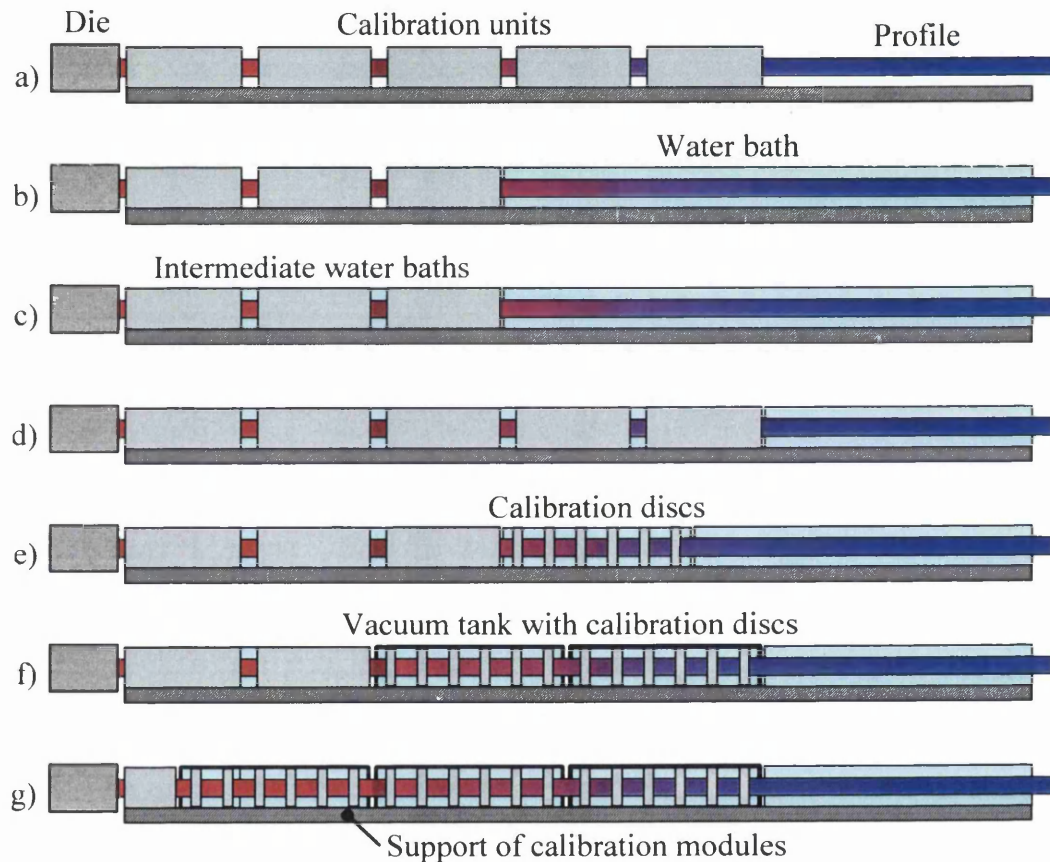 Die
Calibration units
Profile
a)
Water bath
b)
Intermediate water baths
c)
d)
Calibration discs
e)
Vacuum tank with calibration discs
f)
g)
Support of calibration modules